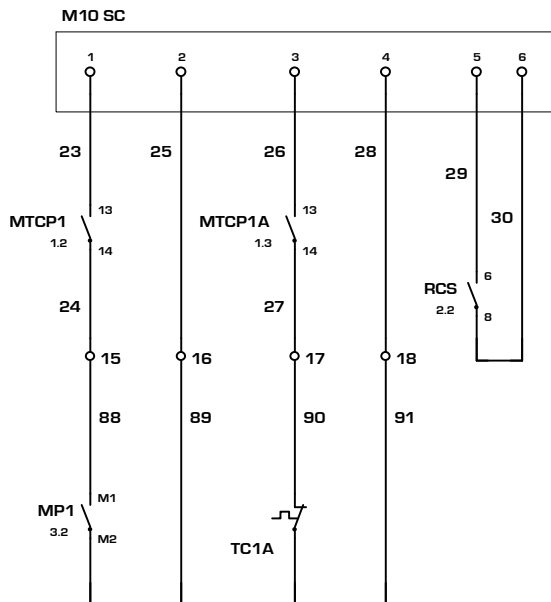 M10 SC
1 2 3 4 5 6
23 25 26 28 29
30
MTCP1 13 MTCP1A 13
1.2 14 1.3 14
RCS 6
2.2 8
24 27
15 16 17 18
88 89 90 91
MP1 M1
3.2 M2
TC1A